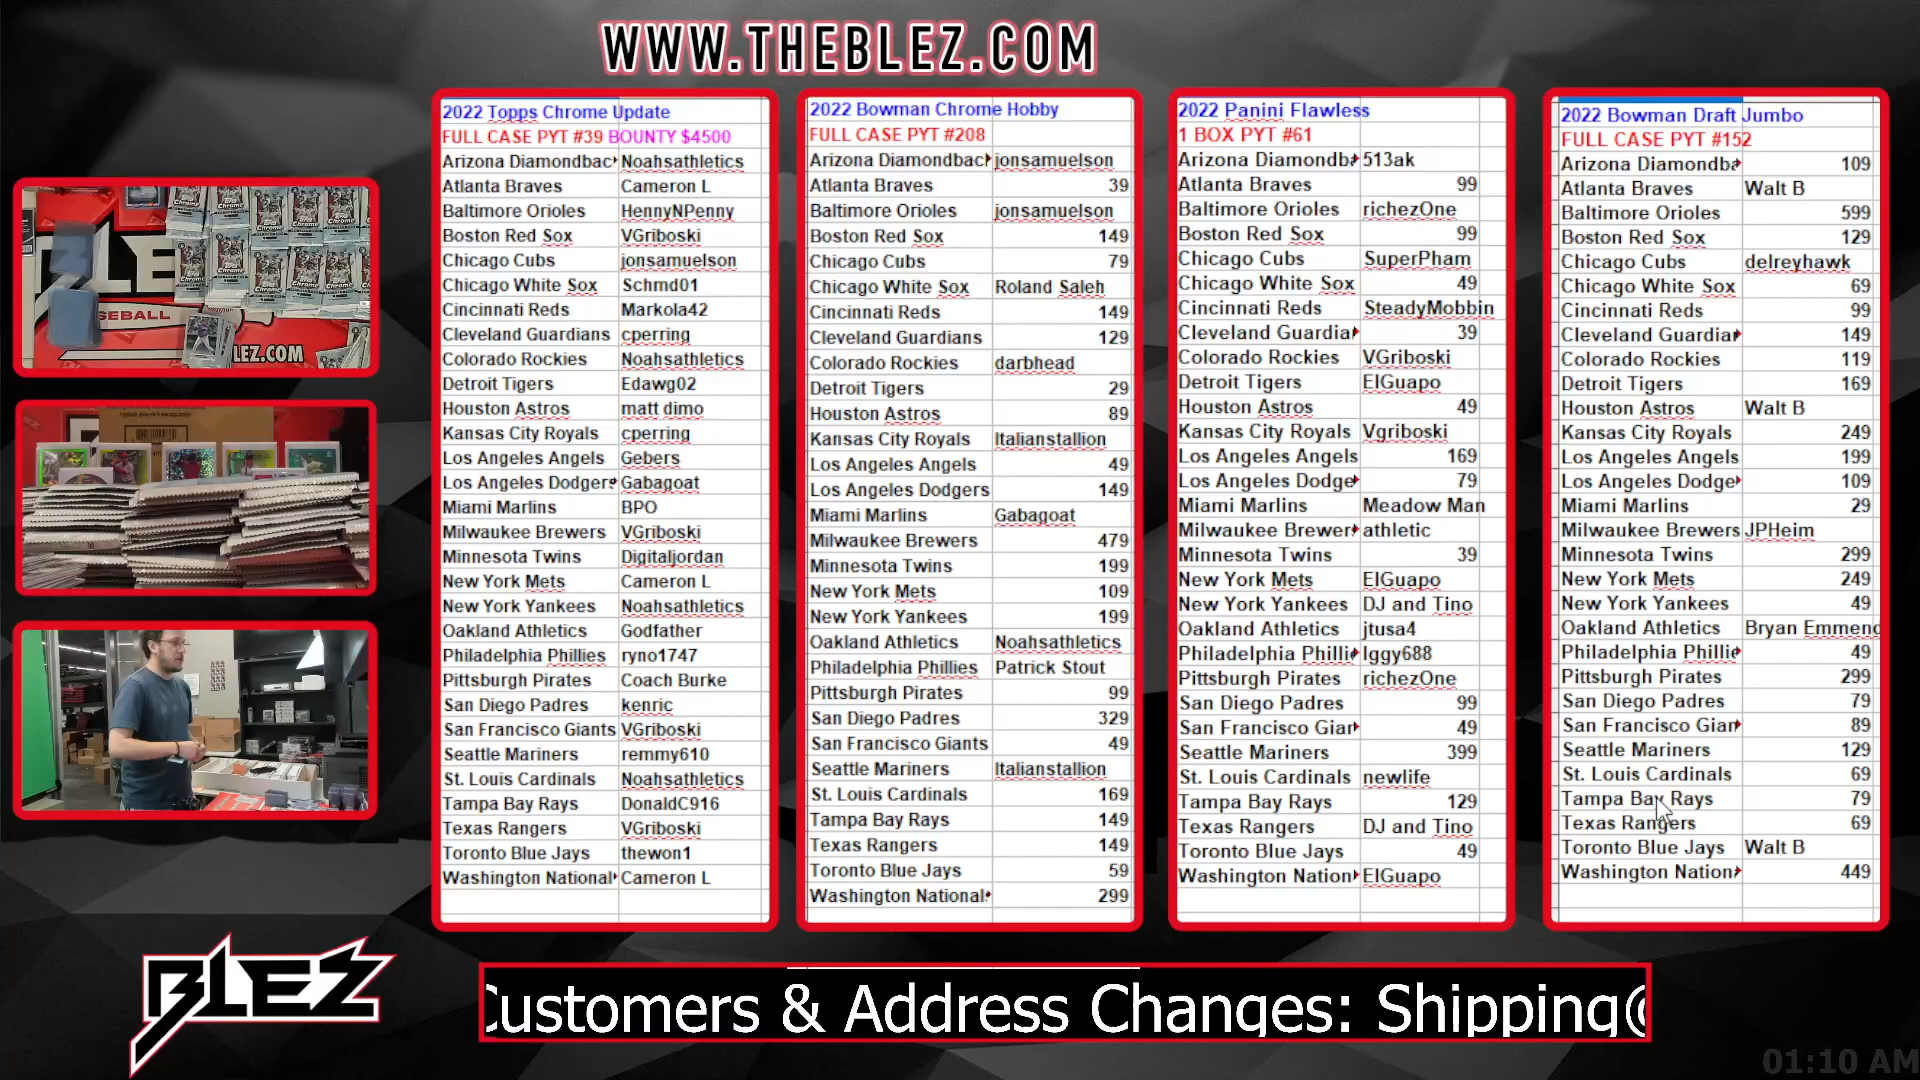 WWW.THEBLEZ.COM
2022 Topps Chrome Update
FULL CASE PYT #39 BOUNTY $4500
Arizona Diamondbac Noahsathletics
Atlanta Braves Cameron L
Baltimore Orioles HennyNPenny
Boston Red Sox VGriboski
Chicago Cubs jonsamuelson
Chicago White Sox Schmd01
Cincinnati Reds Markola42
Cleveland Guardians cperring
Colorado Rockies Noahsathletics
Detroit Tigers Edawg02
Houston Astros matt dimo
Kansas City Royals cperring
Los Angeles Angels Gebers
Los Angeles Dodgers Gabagoat
Miami Marlins BPO
Milwaukee Brewers VGriboski
Minnesota Twins Digitaljordan
New York Mets Cameron L
New York Yankees Noahsathletics
Oakland Athletics Godfather
Philadelphia Phillies ryno1747
Pittsburgh Pirates Coach Burke
San Diego Padres kenric
San Francisco Giants VGriboski
Seattle Mariners remmy610
St. Louis Cardinals Noahsathletics
Tampa Bay Rays DonaldC916
Texas Rangers VGriboski
Toronto Blue Jays thewon1
Washington National Cameron L
2022 Bowman Chrome Hobby
FULL CASE PYT #208
Arizona Diamondback jonsamuelson
Atlanta Braves 39
Baltimore Orioles jonsamuelson
Boston Red Sox 149
Chicago Cubs 79
Chicago White Sox Roland Saleh
Cincinnati Reds 149
Cleveland Guardians 129
Colorado Rockies darbhead
Detroit Tigers 29
Houston Astros 89
Kansas City Royals Italianstallion
Los Angeles Angels 49
Los Angeles Dodgers 149
Miami Marlins Gabagoat
Milwaukee Brewers 479
Minnesota Twins 199
New York Mets 109
New York Yankees 199
Oakland Athletics Noahsathletics
Philadelphia Phillies Patrick Stout
Pittsburgh Pirates 99
San Diego Padres 329
San Francisco Giants 49
Seattle Mariners Italianstallion
St. Louis Cardinals 169
Tampa Bay Rays 149
Texas Rangers 149
Toronto Blue Jays 59
Washington National 299
2022 Panini Flawless
1 BOX PYT #61
Arizona Diamondba 513ak
Atlanta Braves 99
Baltimore Orioles richezOne
Boston Red Sox 99
Chicago Cubs SuperPham
Chicago White Sox 49
Cincinnati Reds SteadyMobbin
Cleveland Guardia 39
Colorado Rockies VGriboski
Detroit Tigers ElGuapo
Houston Astros 49
Kansas City Royals Vgriboski
Los Angeles Angels 169
Los Angeles Dodge 79
Miami Marlins Meadow Man
Milwaukee Brewer athletic
Minnesota Twins 39
New York Mets ElGuapo
New York Yankees DJ and Tino
Oakland Athletics jtusa4
Philadelphia Phillie Iggy688
Pittsburgh Pirates richezOne
San Diego Padres 99
San Francisco Gian 49
Seattle Mariners 399
St. Louis Cardinals newlife
Tampa Bay Rays 129
Texas Rangers DJ and Tino
Toronto Blue Jays 49
Washington Nation ElGuapo
2022 Bowman Draft Jumbo
FULL CASE PYT #152
Arizona Diamondba 109
Atlanta Braves Walt B
Baltimore Orioles 599
Boston Red Sox 129
Chicago Cubs delreyhawk
Chicago White Sox 69
Cincinnati Reds 99
Cleveland Guardian 149
Colorado Rockies 119
Detroit Tigers 169
Houston Astros Walt B
Kansas City Royals 249
Los Angeles Angels 199
Los Angeles Dodge 109
Miami Marlins 29
Milwaukee Brewers JPHeim
Minnesota Twins 299
New York Mets 249
New York Yankees 49
Oakland Athletics Bryan Emmend
Philadelphia Phillie 49
Pittsburgh Pirates 299
San Diego Padres 79
San Francisco Gian 89
Seattle Mariners 129
St. Louis Cardinals 69
Tampa Bay Rays 79
Texas Rangers 69
Toronto Blue Jays Walt B
Washington Nation 449
LE
SEBALL
LEZ.COM
BLEZ
Customers & Address Changes: Shipping@
01:10 AM